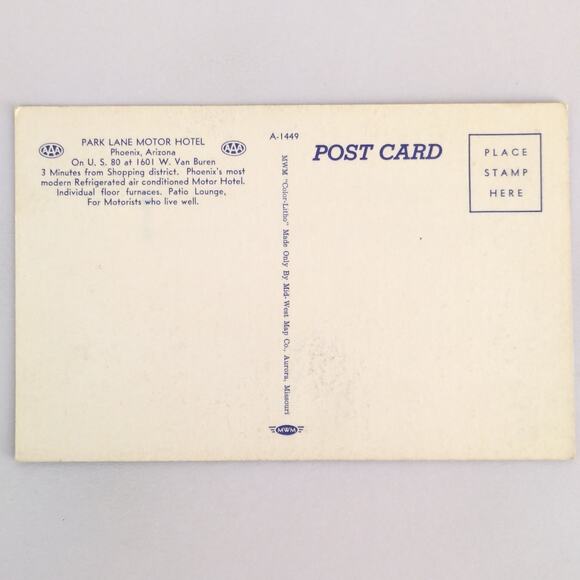 AAA
PARK LANE MOTOR HOTEL
AAA
Phoenix, Arizona
On U. S. 80 at 1601 W. Van Buren
3 Minutes from Shopping district. Phoenix's most
modern Refrigerated air conditioned Motor Hotel.
Individual floor furnaces. Patio Lounge,
For Motorists who live well.
A-1449
MWM "Color-Litho" Made Only By Mid-West Map Co., Aurora, Missouri
MWM
POST CARD
PLACE
STAMP
HERE